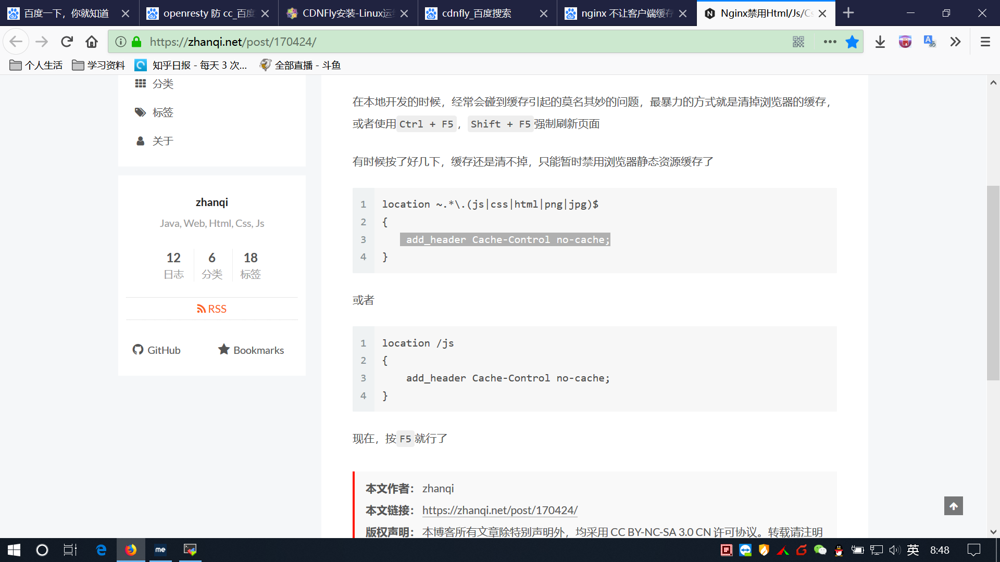 百度一下，你就知道
openresty 防 cc_百度
CDNFly安装-Linux运
cdnfly_百度搜索
nginx 不让客户端缓存
Nginx禁用Html/Js/Cs
https://zhanqi.net/post/170424/
个人生活
学习资料
知乎日报 - 每天 3 次...
全部直播 - 斗鱼
分类
标签
关于
zhanqi
Java, Web, Html, Css, Js
12
6
18
日志
分类
标签
RSS
GitHub
Bookmarks
在本地开发的时候，经常会碰到缓存引起的莫名其妙的问题，最暴力的方式就是清掉浏览器的缓存，
或者使用 Ctrl + F5 ， Shift + F5 强制刷新页面
有时候按了好几下，缓存还是清不掉，只能暂时禁用浏览器静态资源缓存了
1 location ~.*\.(js|css|html|png|jpg)$
2 {
3     add_header Cache-Control no-cache;
4 }
或者
1 location /js
2 {
3     add_header Cache-Control no-cache;
4 }
现在，按 F5 就行了
本文作者： zhanqi
本文链接： https://zhanqi.net/post/170424/
版权声明： 本博客所有文章除特别声明外，均采用 CC BY-NC-SA 3.0 CN 许可协议。转载请注明
me
英
8:48